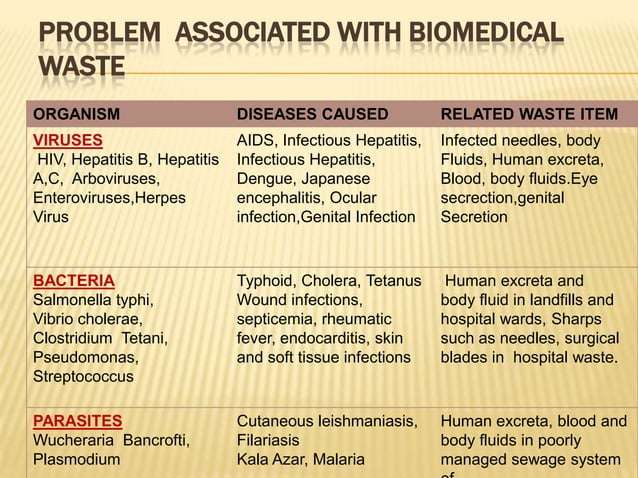 PROBLEM ASSOCIATED WITH BIOMEDICAL
WASTE
ORGANISM DISEASES CAUSED RELATED WASTE ITEM
VIRUSES
HIV, Hepatitis B, Hepatitis
A,C, Arboviruses,
Enteroviruses,Herpes
Virus
AIDS, Infectious Hepatitis,
Infectious Hepatitis,
Dengue, Japanese
encephalitis, Ocular
infection,Genital Infection
Infected needles, body
Fluids, Human excreta,
Blood, body fluids.Eye
secrection,genital
Secretion
BACTERIA
Salmonella typhi,
Vibrio cholerae,
Clostridium Tetani,
Pseudomonas,
Streptococcus
Typhoid, Cholera, Tetanus
Wound infections,
septicemia, rheumatic
fever, endocarditis, skin
and soft tissue infections
Human excreta and
body fluid in landfills and
hospital wards, Sharps
such as needles, surgical
blades in hospital waste.
PARASITES
Wucheraria Bancrofti,
Plasmodium
Cutaneous leishmaniasis,
Filariasis
Kala Azar, Malaria
Human excreta, blood and
body fluids in poorly
managed sewage system
of